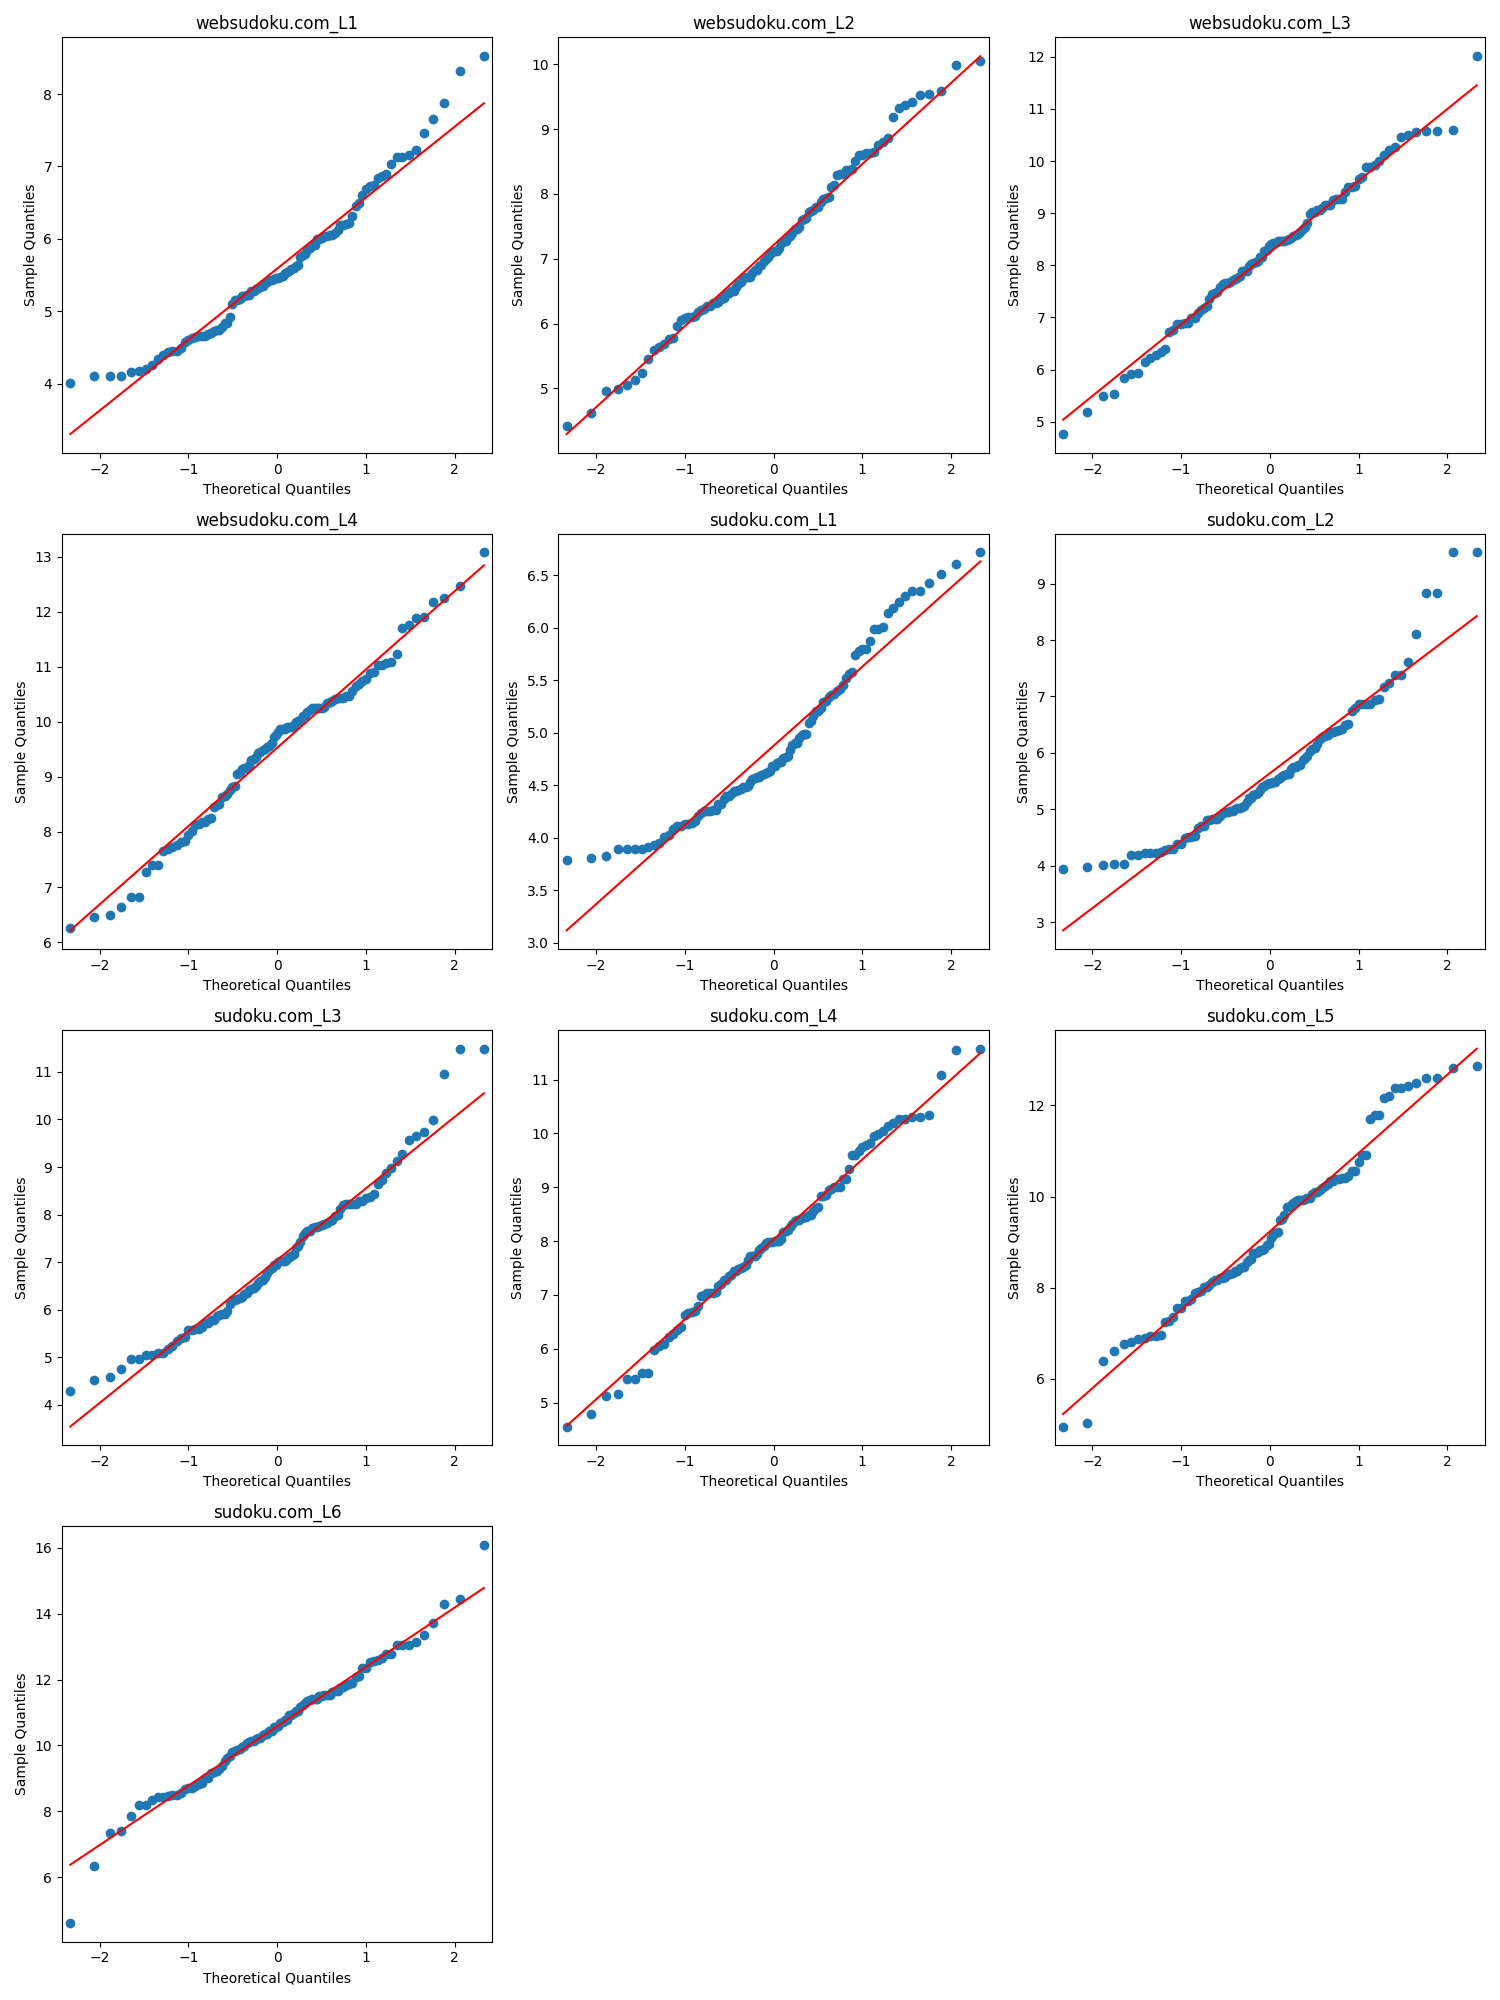 websudoku.com_L1
Sample Quantiles
8
7
6
5
4
−2 −1 0 1 2
Theoretical Quantiles
websudoku.com_L2
Sample Quantiles
10
9
8
7
6
5
−2 −1 0 1 2
Theoretical Quantiles
websudoku.com_L3
Sample Quantiles
12
11
10
9
8
7
6
5
−2 −1 0 1 2
Theoretical Quantiles
websudoku.com_L4
Sample Quantiles
13
12
11
10
9
8
7
6
−2 −1 0 1 2
Theoretical Quantiles
sudoku.com_L1
Sample Quantiles
6.5
6.0
5.5
5.0
4.5
4.0
3.5
3.0
−2 −1 0 1 2
Theoretical Quantiles
sudoku.com_L2
Sample Quantiles
9
8
7
6
5
4
3
−2 −1 0 1 2
Theoretical Quantiles
sudoku.com_L3
Sample Quantiles
11
10
9
8
7
6
5
4
−2 −1 0 1 2
Theoretical Quantiles
sudoku.com_L4
Sample Quantiles
11
10
9
8
7
6
5
−2 −1 0 1 2
Theoretical Quantiles
sudoku.com_L5
Sample Quantiles
12
10
8
6
−2 −1 0 1 2
Theoretical Quantiles
sudoku.com_L6
Sample Quantiles
16
14
12
10
8
6
−2 −1 0 1 2
Theoretical Quantiles